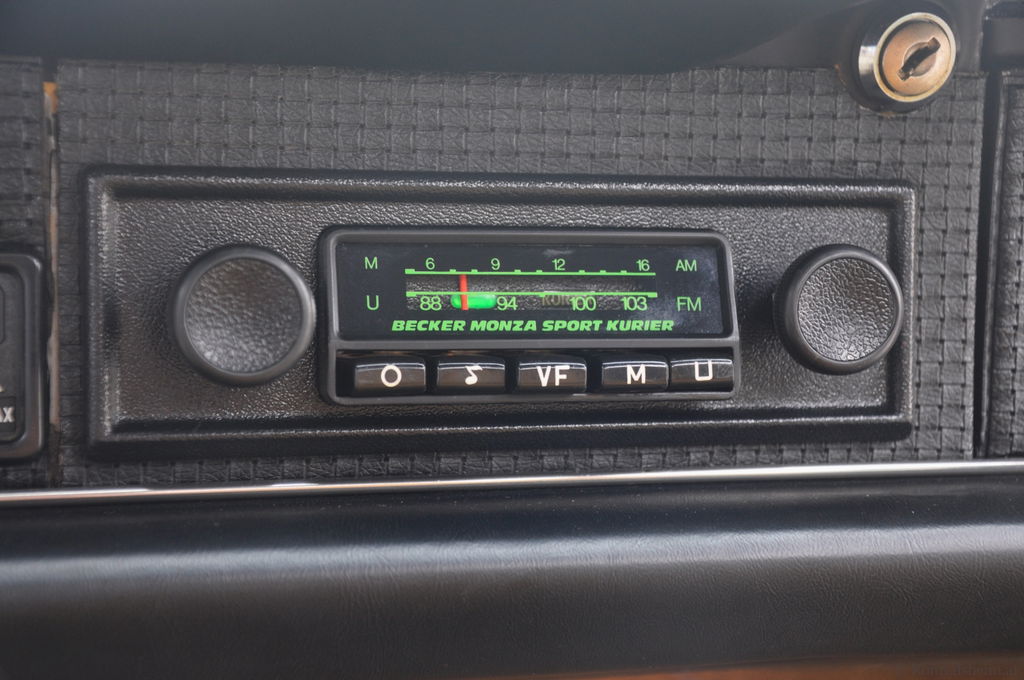 M 6 9 12 16 AM
U 88 94 100 103 FM
BECKER MONZA SPORT KURIER
O VF M U